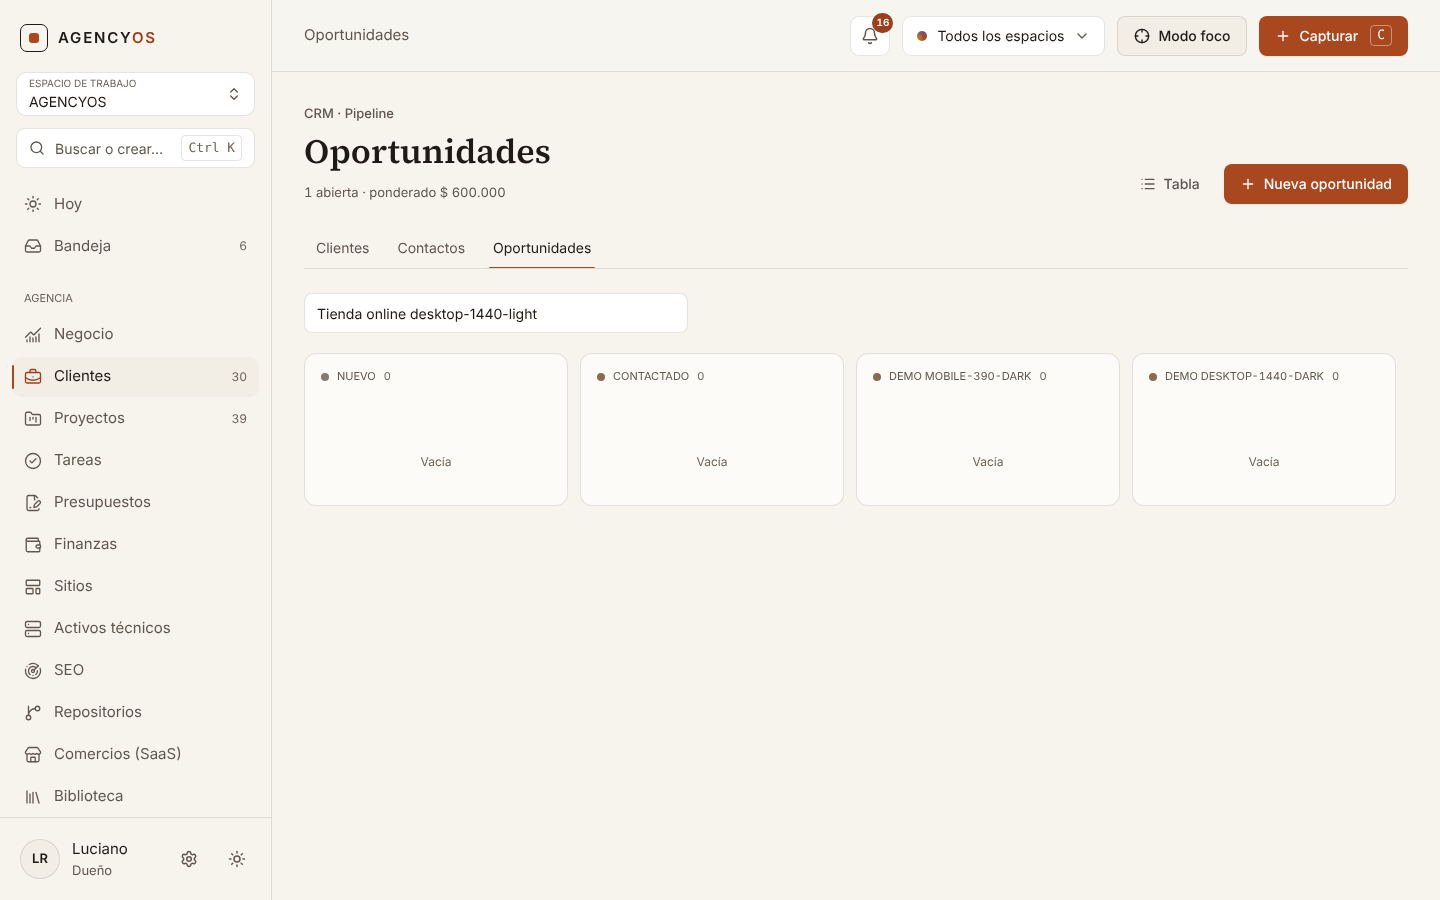 AGENCYOS
ESPACIO DE TRABAJO
AGENCYOS
Buscar o crear... Ctrl K
Hoy
Bandeja 6
AGENCIA
Negocio
Clientes 30
Proyectos 39
Tareas
Presupuestos
Finanzas
Sitios
Activos técnicos
SEO
Repositorios
Comercios (SaaS)
Biblioteca
LR Luciano
Dueño
Oportunidades
16
Todos los espacios
Modo foco
Capturar C
CRM · Pipeline
Oportunidades
1 abierta · ponderado $ 600.000
Tabla
Nueva oportunidad
Clientes Contactos Oportunidades
Tienda online desktop-1440-light
NUEVO 0
Vacía
CONTACTADO 0
Vacía
DEMO MOBILE-390-DARK 0
Vacía
DEMO DESKTOP-1440-DARK 0
Vacía